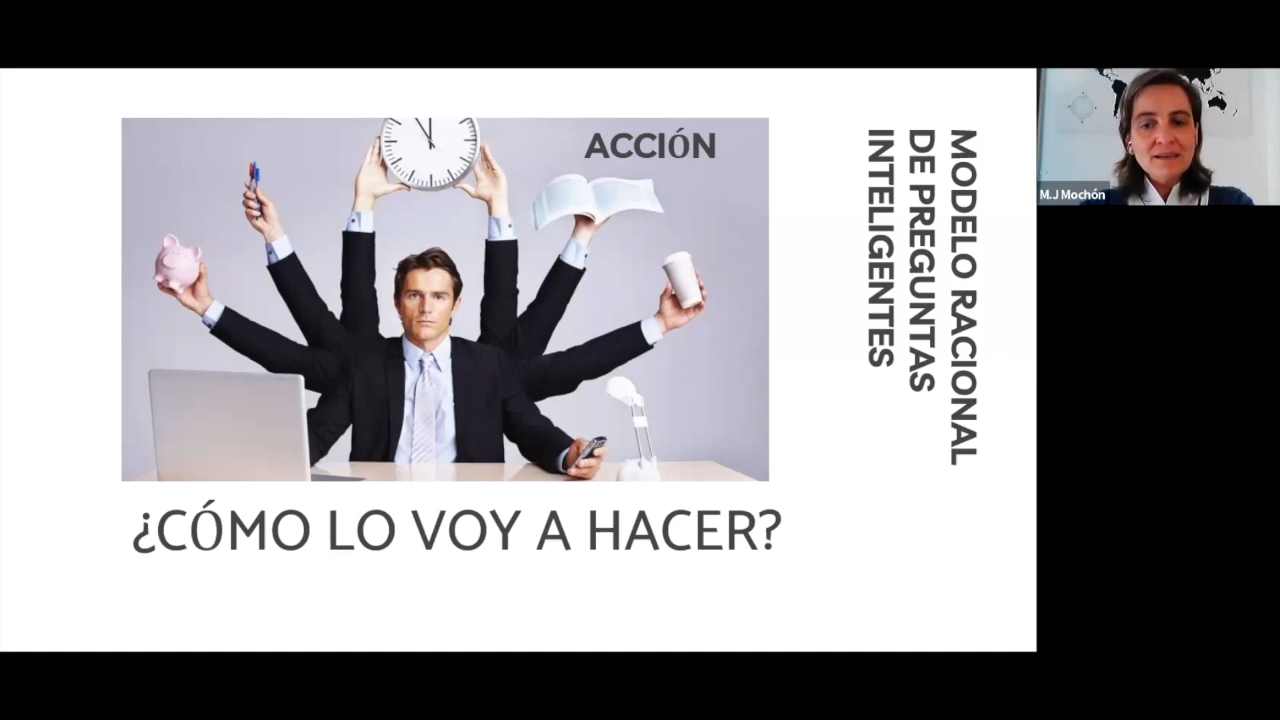 ACCIÓN
¿CÓMO LO VOY A HACER?
MODELO RACIONAL
DE PREGUNTAS
INTELIGENTES
M.J Mochón